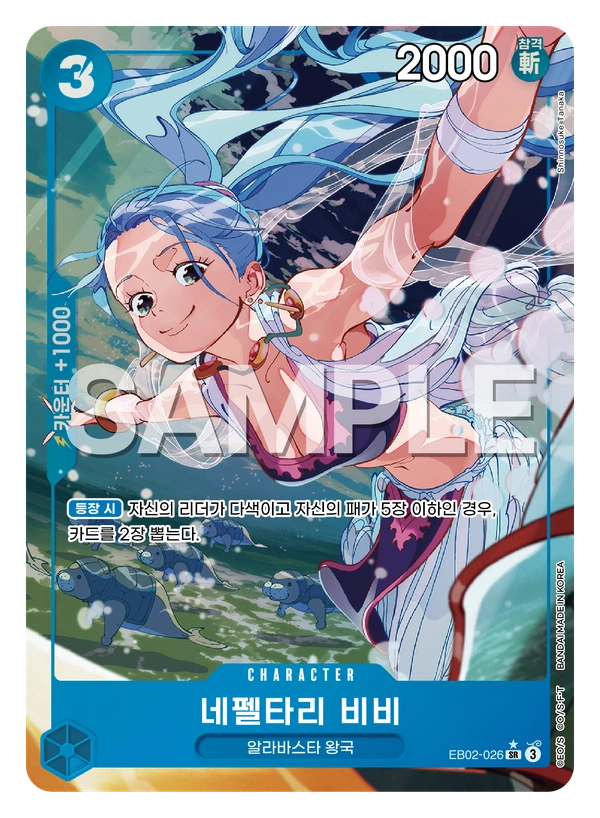 3
2000
참격
斬
Shinnosuke Tanaka
카운터 +1000
SAMPLE
등장 시 자신의 리더가 다색이고 자신의 패가 5장 이하인 경우,
카드를 2장 뽑는다.
CHARACTER
네펠타리 비비
알라바스타 왕국
EB02-026 SR 3
©EO/S ©O/S·F·T BANDAI MADE IN KOREA